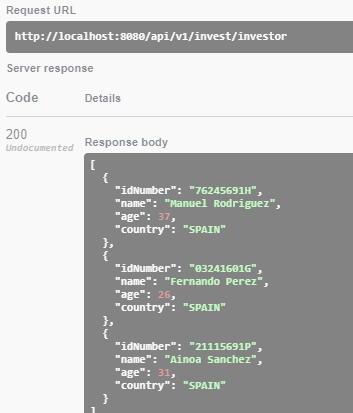 Request URL
http://localhost:8080/api/v1/invest/investor
Server response
Code Details
200
Undocumented
Response body
[
{
"idNumber": "76245691H",
"name": "Manuel Rodriguez",
"age": 37,
"country": "SPAIN"
},
{
"idNumber": "03241601G",
"name": "Fernando Perez",
"age": 26,
"country": "SPAIN"
},
{
"idNumber": "21115691P",
"name": "Ainoa Sanchez",
"age": 31,
"country": "SPAIN"
}
]